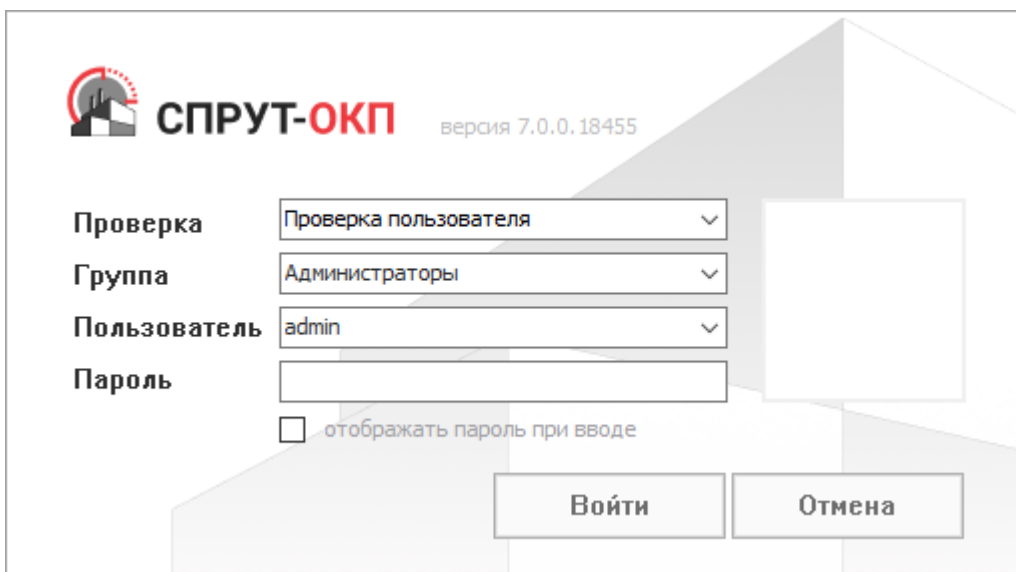 СПРУТ-ОКП версия 7.0.0.18455
Проверка Проверка пользователя
Группа Администраторы
Пользователь admin
Пароль
отображать пароль при вводе
Войти Отмена